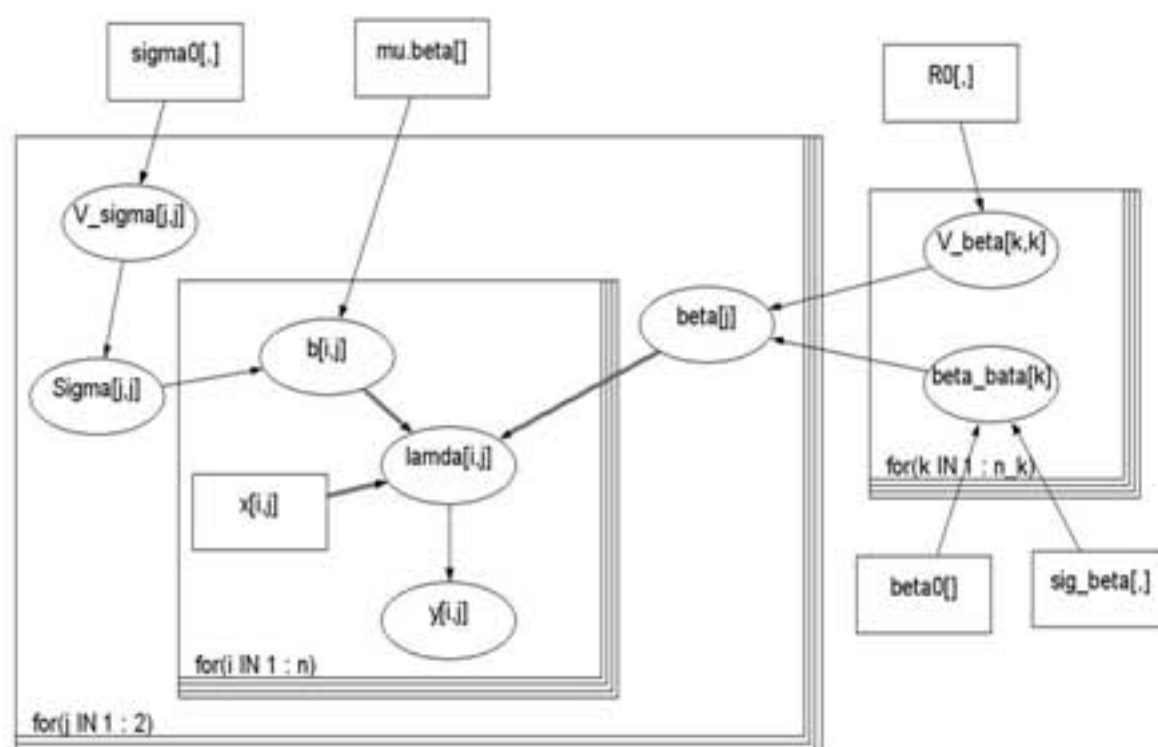 sigma0[,]
mu.beta[]
R0[,]
V_sigma[j,j]
V_beta[k,k]
beta[j]
b[i,j]
Sigma[j,j]
beta_bata[k]
lamda[i,j]
for(k IN 1 : n_k)
x[i,j]
beta0[]
sig_beta[,]
y[i,j]
for(i IN 1 : n)
for(j IN 1 : 2)